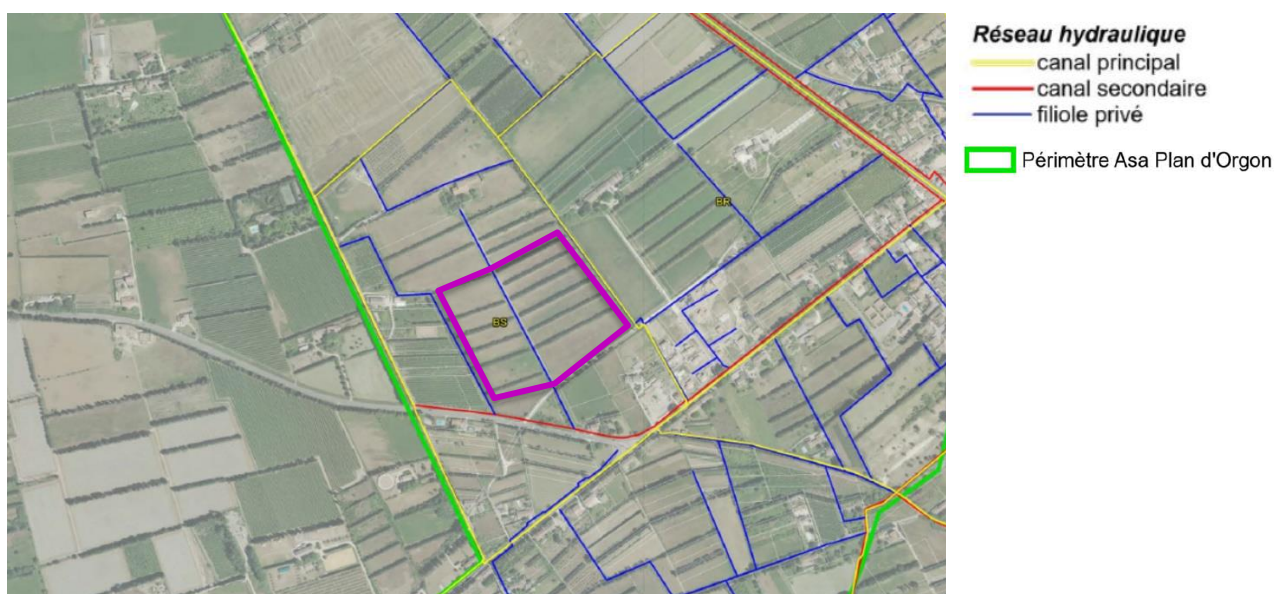 Réseau hydraulique
canal principal
canal secondaire
filiole privé
Périmètre Asa Plan d'Orgon
BR
BS